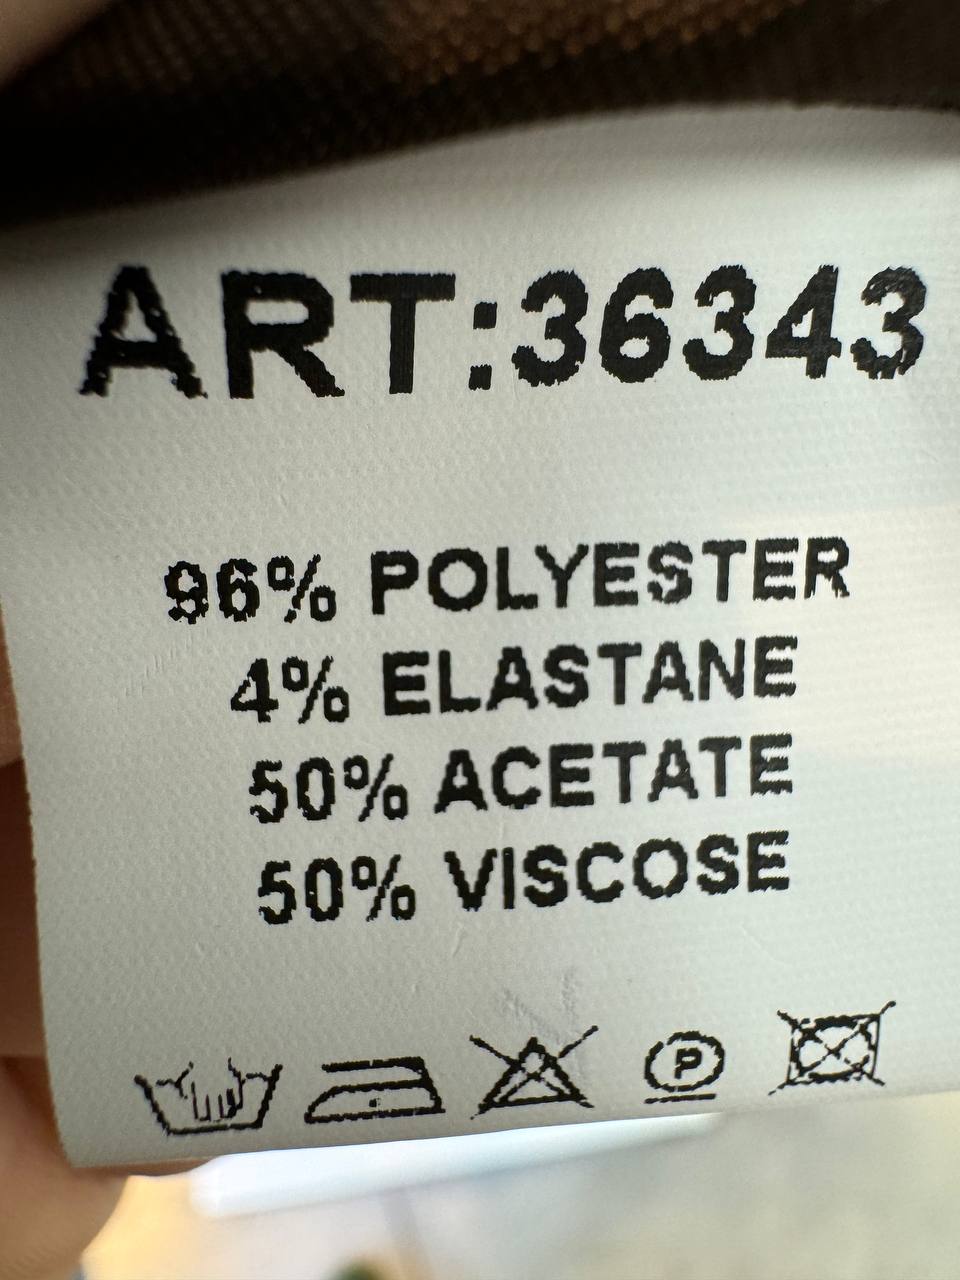 ART:36343
96% POLYESTER
4% ELASTANE
50% ACETATE
50% VISCOSE
P